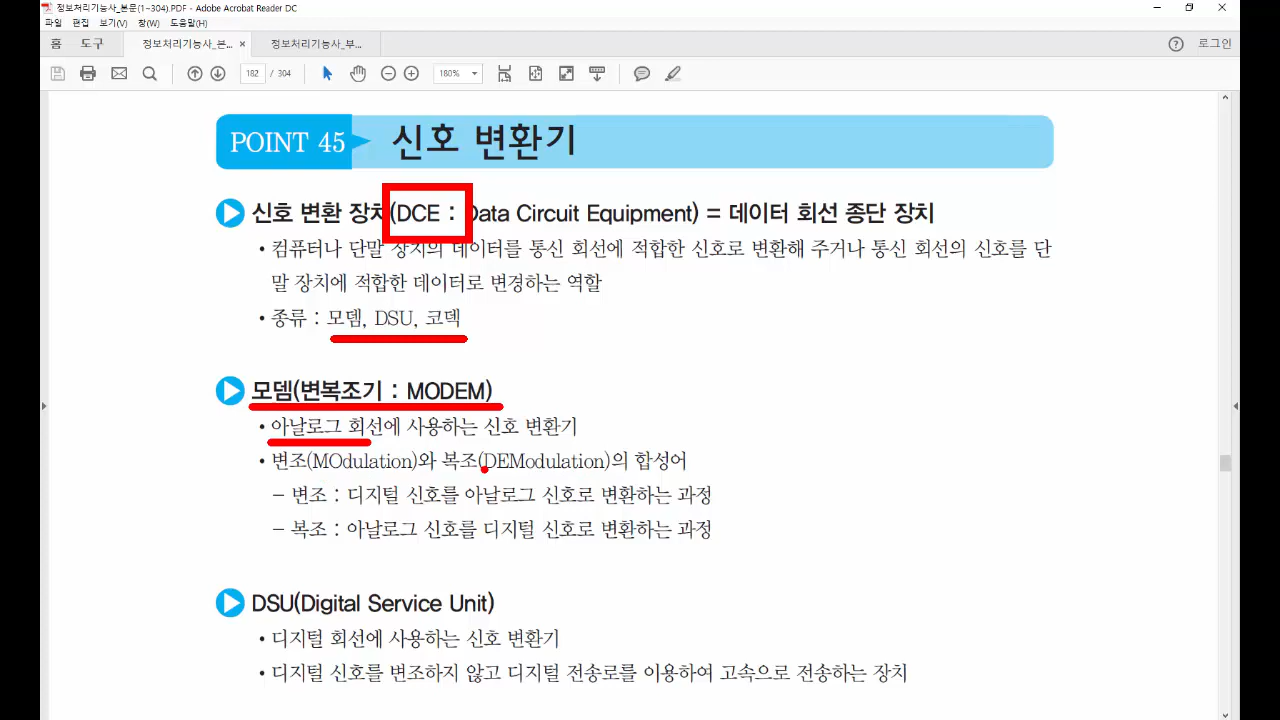 정보처리기능사_본문(1~304).PDF - Adobe Acrobat Reader DC
파일 편집 보기(V) 창(W) 도움말(H)
홈 도구 정보처리기능사_본... × 정보처리기능사_부... ? 로그인
182 / 304 180%
POINT 45 신호 변환기
신호 변환 장치(DCE : Data Circuit Equipment) = 데이터 회선 종단 장치
• 컴퓨터나 단말 장치의 데이터를 통신 회선에 적합한 신호로 변환해 주거나 통신 회선의 신호를 단
말 장치에 적합한 데이터로 변경하는 역할
• 종류 : 모뎀, DSU, 코덱
모뎀(변복조기 : MODEM)
• 아날로그 회선에 사용하는 신호 변환기
• 변조(MOdulation)와 복조(DEModulation)의 합성어
- 변조 : 디지털 신호를 아날로그 신호로 변환하는 과정
- 복조 : 아날로그 신호를 디지털 신호로 변환하는 과정
DSU(Digital Service Unit)
• 디지털 회선에 사용하는 신호 변환기
• 디지털 신호를 변조하지 않고 디지털 전송로를 이용하여 고속으로 전송하는 장치